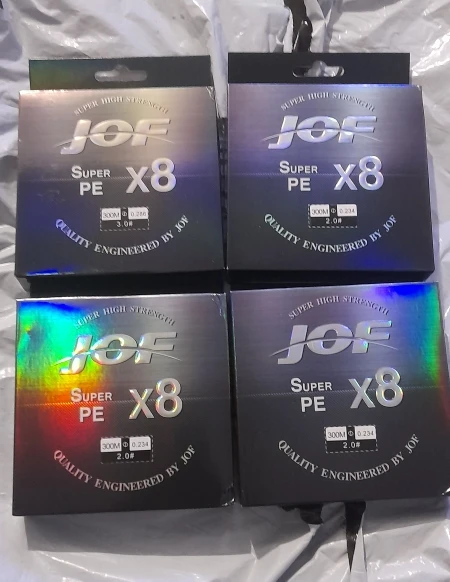 SUPER HIGH STRENGTH
JOF
SUPER
PE
X8
300M Φ 0.286
3.0#
QUALITY ENGINEERED BY JOF
SUPER HIGH STRENGTH
JOF
SUPER
PE
X8
300M Φ 0.234
2.0#
QUALITY ENGINEERED BY JOF
SUPER HIGH STRENGTH
JOF
SUPER
PE
X8
300M Φ 0.234
2.0#
QUALITY ENGINEERED BY JOF
SUPER HIGH STRENGTH
JOF
SUPER
PE
X8
300M Φ 0.234
2.0#
QUALITY ENGINEERED BY JOF